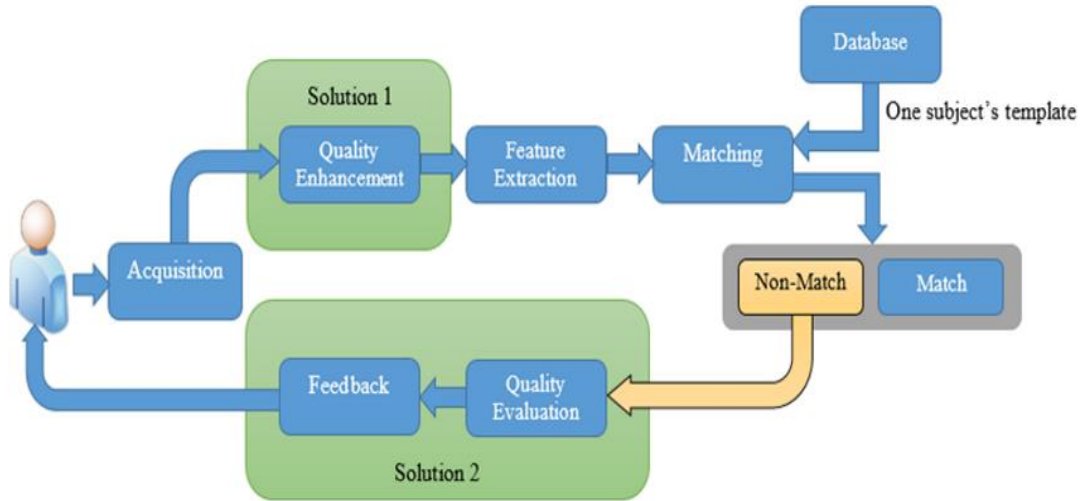 Database
One subject's template
Solution 1
Quality
Enhancement
Feature
Extraction
Matching
Acquisition
Non-Match
Match
Feedback
Quality
Evaluation
Solution 2